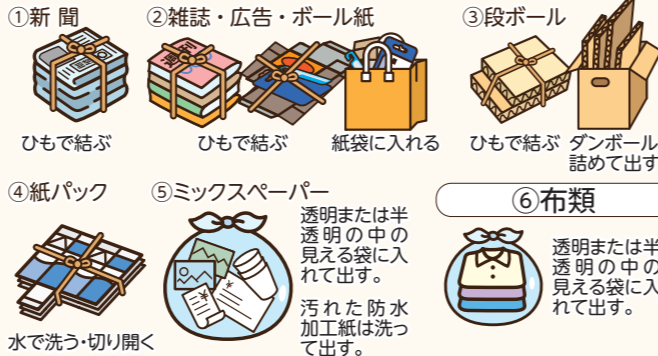 ①新 聞
ひもで結ぶ
②雑誌・広告・ボール紙
ひもで結ぶ
紙袋に入れる
③段ボール
ひもで結ぶ
ダンボール
詰めて出す
④紙パック
水で洗う・切り開く
⑤ミックスペーパー
透明または半
透明の中の
見える袋に入
れて出す。
汚れた防水
加工紙は洗っ
て出す。
⑥布類
透明または半
透明の中の
見える袋に入
れて出す。